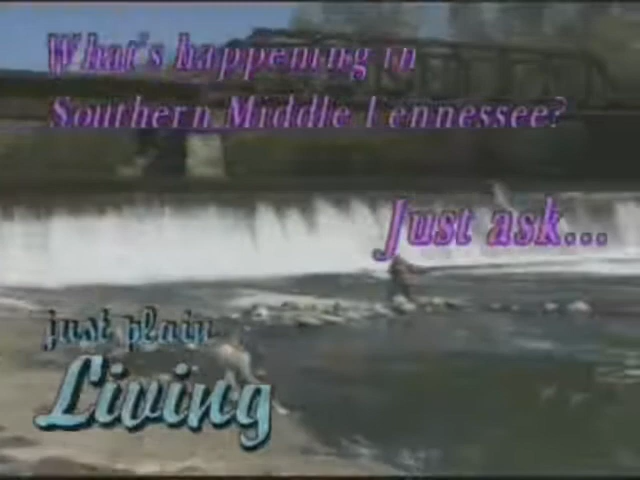 What's happening in
Southern Middle Tennessee?
Just ask...
just plain
Living